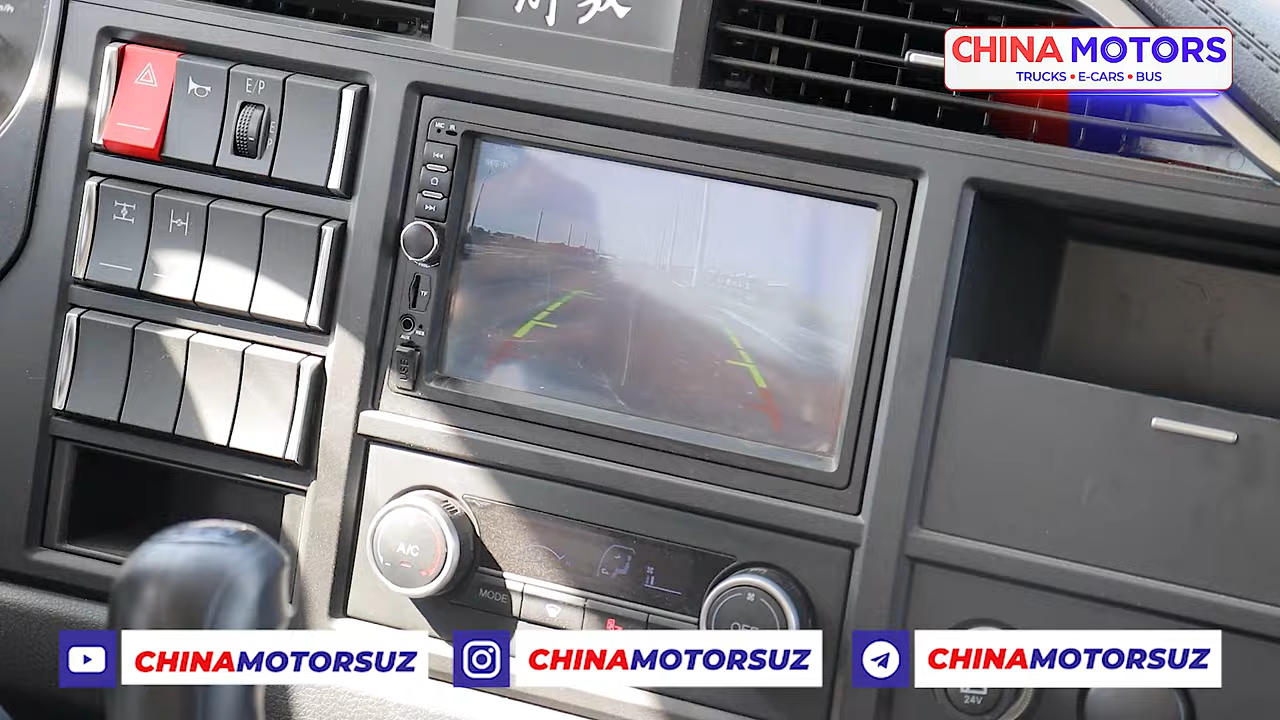 CHINA MOTORS
TRUCKS • E-CARS • BUS
E/P
MIC
TF
AUX
USB
A/C
MODE
OFF
24V
CHINAMOTORSUZ
CHINAMOTORSUZ
CHINAMOTORSUZ